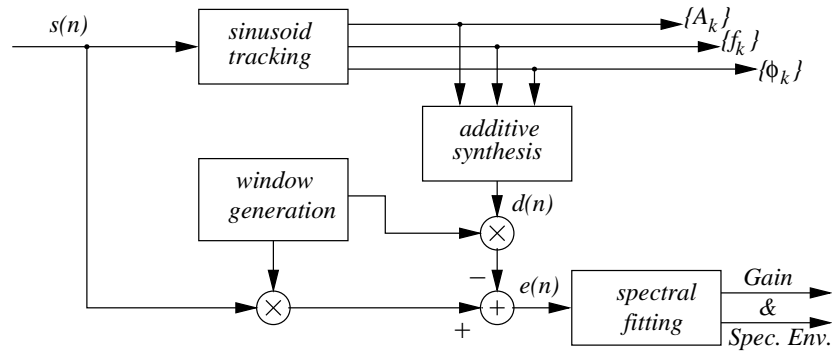 s(n)
sinusoid
tracking
{A_k}
{f_k}
{ϕ_k}
additive
synthesis
window
generation
d(n)
×
−
×
+
+
e(n)
spectral
fitting
Gain
&
Spec. Env.